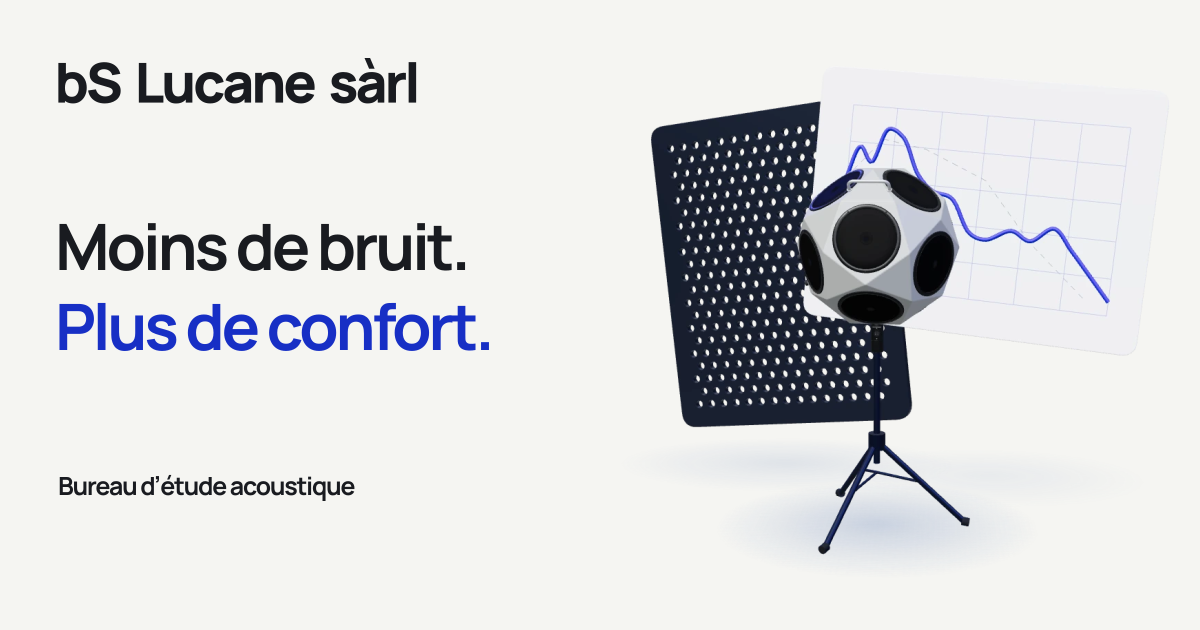 bS Lucane sàrl
Moins de bruit.
Plus de confort.
Bureau d’étude acoustique